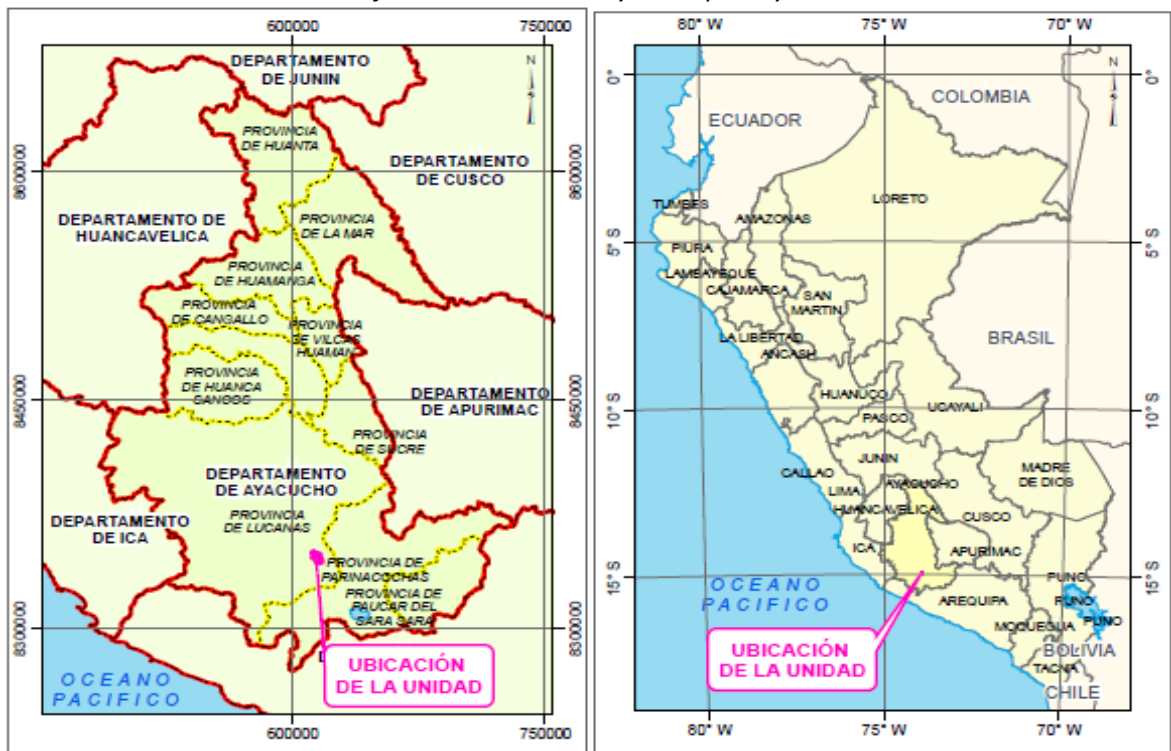 600000
750000
N
DEPARTAMENTO
DE JUNIN
PROVINCIA
DE HUANTA
8600000
8600000
DEPARTAMENTO
DE CUSCO
DEPARTAMENTO DE
HUANCAVELICA
PROVINCIA
DE LA MAR
PROVINCIA
DE HUAMANGA
PROVINCIA
DE CANGALLO
PROVINCIA
DE VILCAS
HUAMAN
PROVINCIA
DE HUANCA
SANCOS
8450000
8450000
DEPARTAMENTO
DE APURIMAC
PROVINCIA
DE SUCRE
DEPARTAMENTO
DE AYACUCHO
PROVINCIA
DE LUCANAS
DEPARTAMENTO
DE ICA
PROVINCIA DE
PARINACOCHAS
PROVINCIA DE
PAUCAR DEL
SARA SARA
8300000
8300000
UBICACIÓN
DE LA UNIDAD
OCEANO
PACIFICO
600000
750000
80° W
75° W
70° W
N
0°
0°
COLOMBIA
ECUADOR
LORETO
TUMBES
AMAZONAS
5°S
5°S
PIURA
LAMBAYEQUE
CAJAMARCA
SAN
MARTIN
LA LIBERTAD
BRASIL
ANCASH
HUANUCO
UCAYALI
10°S
10°S
PASCO
JUNIN
CALLAO
MADRE
DE DIOS
LIMA
AYACUCHO
HUANCAVELICA
CUSCO
ICA
APURIMAC
15°S
15°S
PUNO
OCEANO
PACIFICO
AREQUIPA
PUNO
PUNO
MOQUEGUA
UBICACIÓN
DE LA UNIDAD
BOLIVIA
TACNA
CHILE
80° W
75° W
70° W